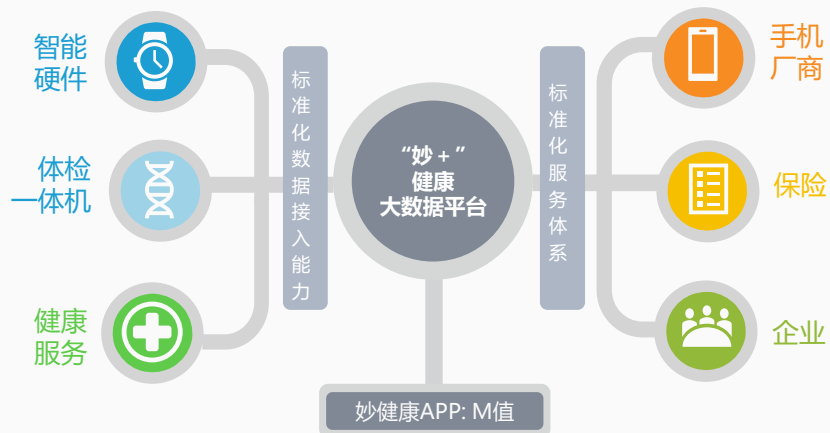 智能
硬件
体检
一体机
健康
服务
标准化数据接入能力
“妙 + ”
健康
大数据平台
妙健康APP: M值
标准化服务体系
手机
厂商
保险
企业